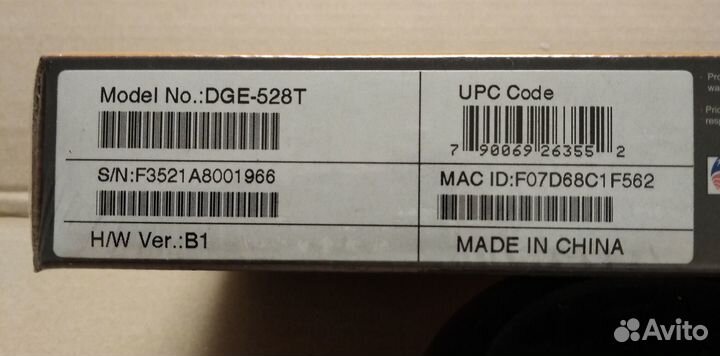 Model No.:DGE-528T
UPC Code
7 90069 26355 2
S/N:F3521A8001966
MAC ID:F07D68C1F562
H/W Ver.:B1
MADE IN CHINA
Avito